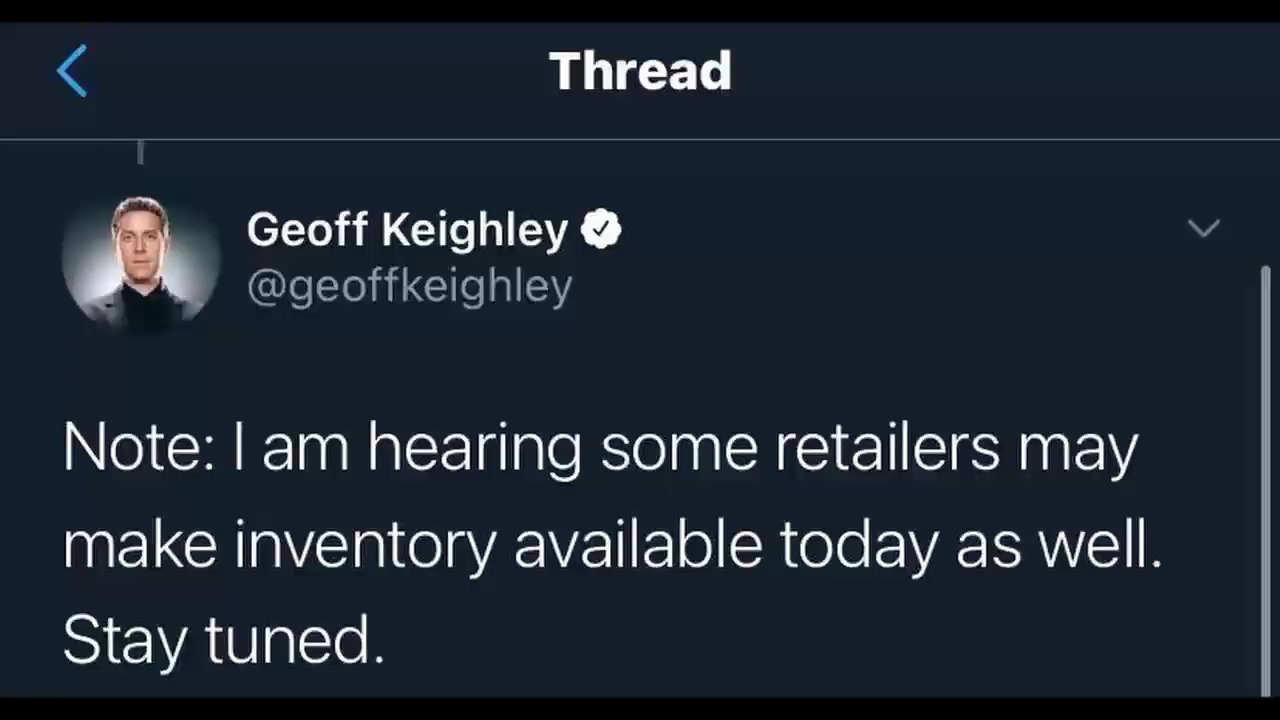 Thread
Geoff Keighley
@geoffkeighley
Note: I am hearing some retailers may
make inventory available today as well.
Stay tuned.